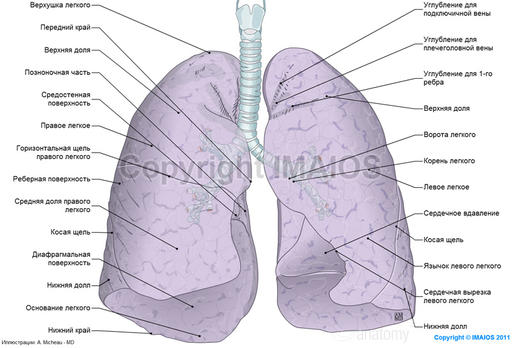 Верхушка легкого
Передний край
Верхняя доля
Позноночная часть
Средостенная
поверхность
Правое легкое
Горизонтальная щель
правого легкого
Реберная поверхность
Средняя доля правого
легкого
Косая щель
Диафрагмальная
поверхность
Нижняя доля
Основание легкого
Нижний край
Углубление для
подключичной вены
Углубление для
плечеголовной вены
Углубление для 1-го
ребра
Верхняя доля
Ворота легкого
Корень легкого
Левое легкое
Сердечное вдавление
Косая щель
Язычок левого легкого
Сердечная вырезка
левого легкого
Нижняя долл
Copyright IMAIOS
anatomy
Иллюстрации: A. Micheau - MD
Copyright © IMAIOS 2011